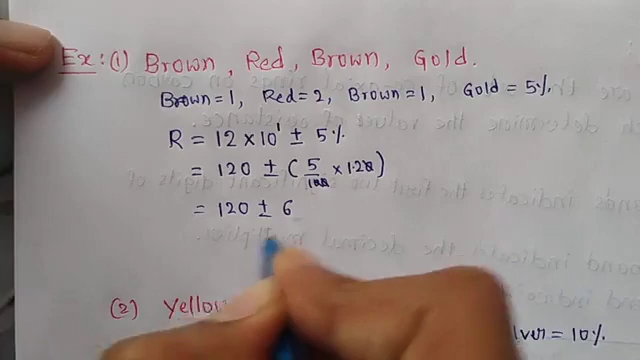 Ex: (1) Brown, Red, Brown, Gold.
Brown = 1, Red = 2, Brown = 1, Gold = 5%
R = 12 × 10¹ ± 5%
= 120 ± (5/100 × 120)
= 120 ± 6
(2) Yellow
lver = 10%